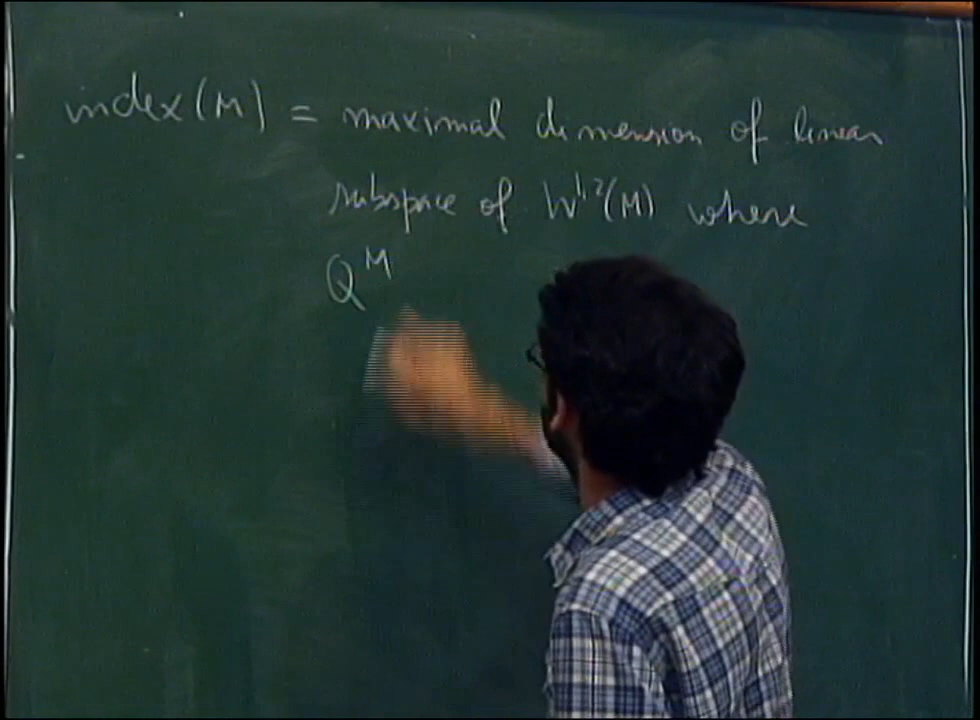 index(M) = maximal dimension of linear
subspace of W^{1,2}(M) where
Q^M